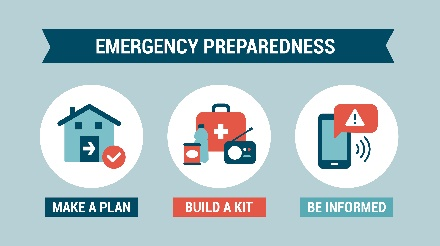 EMERGENCY PREPAREDNESS
MAKE A PLAN
BUILD A KIT
BE INFORMED